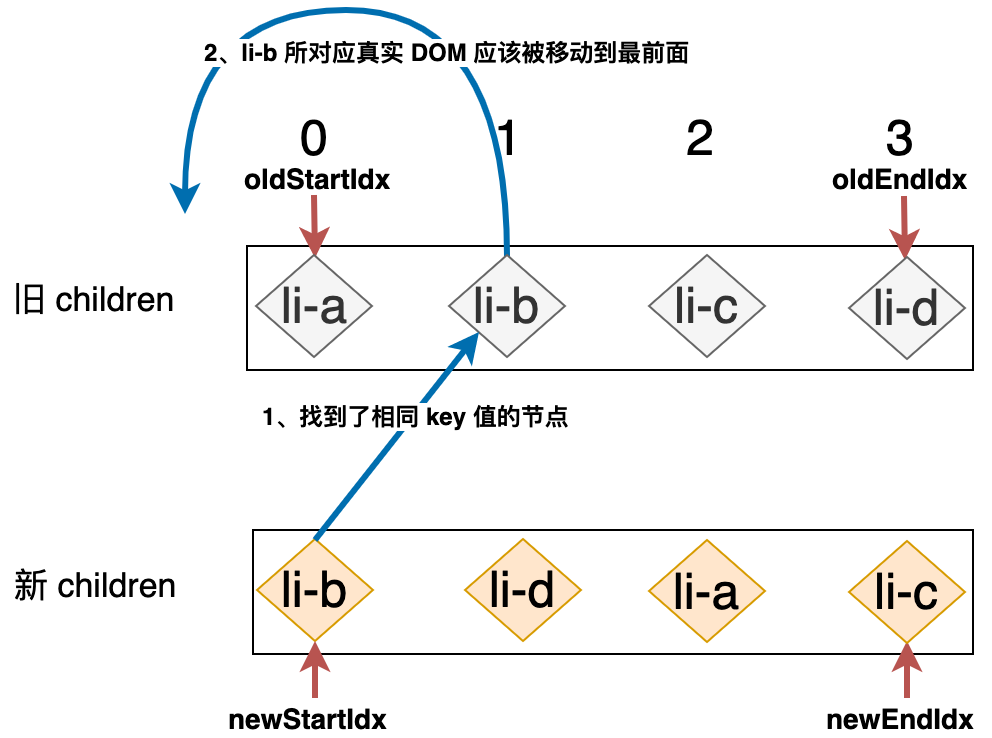 2、li-b 所对应真实 DOM 应该被移动到最前面
0 1 2 3
oldStartIdx oldEndIdx
旧 children li-a li-b li-c li-d
1、找到了相同 key 值的节点
新 children li-b li-d li-a li-c
newStartIdx newEndIdx